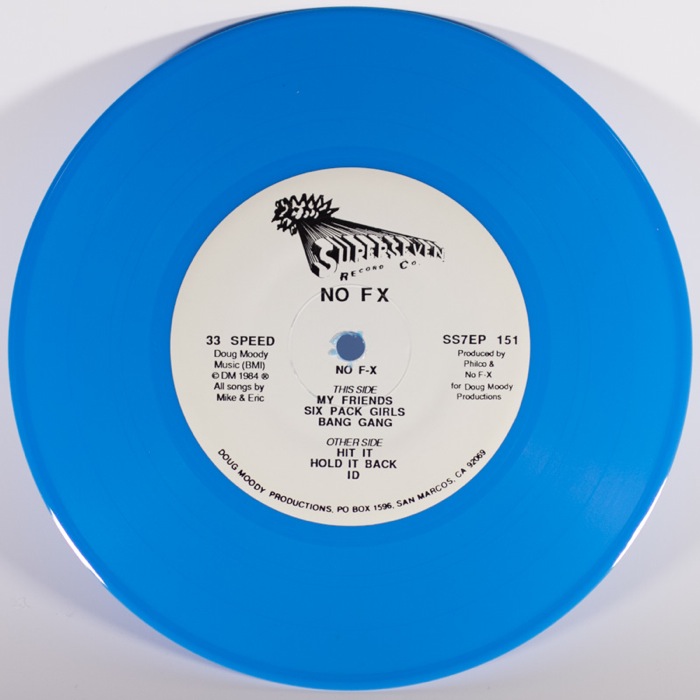 SUPERSEVEN
RECORD CO.
NO FX
33 SPEED
Doug Moody
Music (BMI)
© DM 1984 ®
All songs by
Mike & Eric
SS7EP 151
Produced by
Philco &
No F-X
for Doug Moody
Productions
NO F-X
THIS SIDE
MY FRIENDS
SIX PACK GIRLS
BANG GANG
OTHER SIDE
HIT IT
HOLD IT BACK
ID
DOUG MOODY PRODUCTIONS, PO BOX 1596, SAN MARCOS, CA 92069